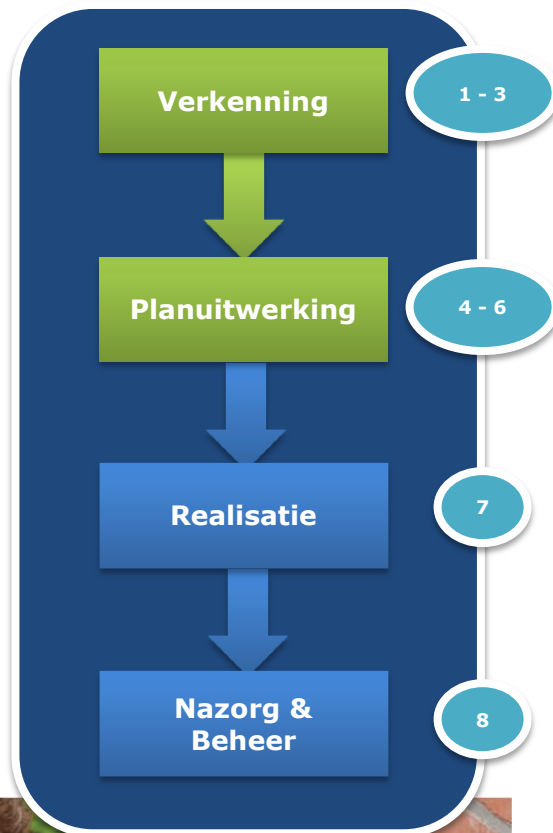 Verkenning
1 - 3
Planuitwerking
4 - 6
Realisatie
7
Nazorg &
Beheer
8